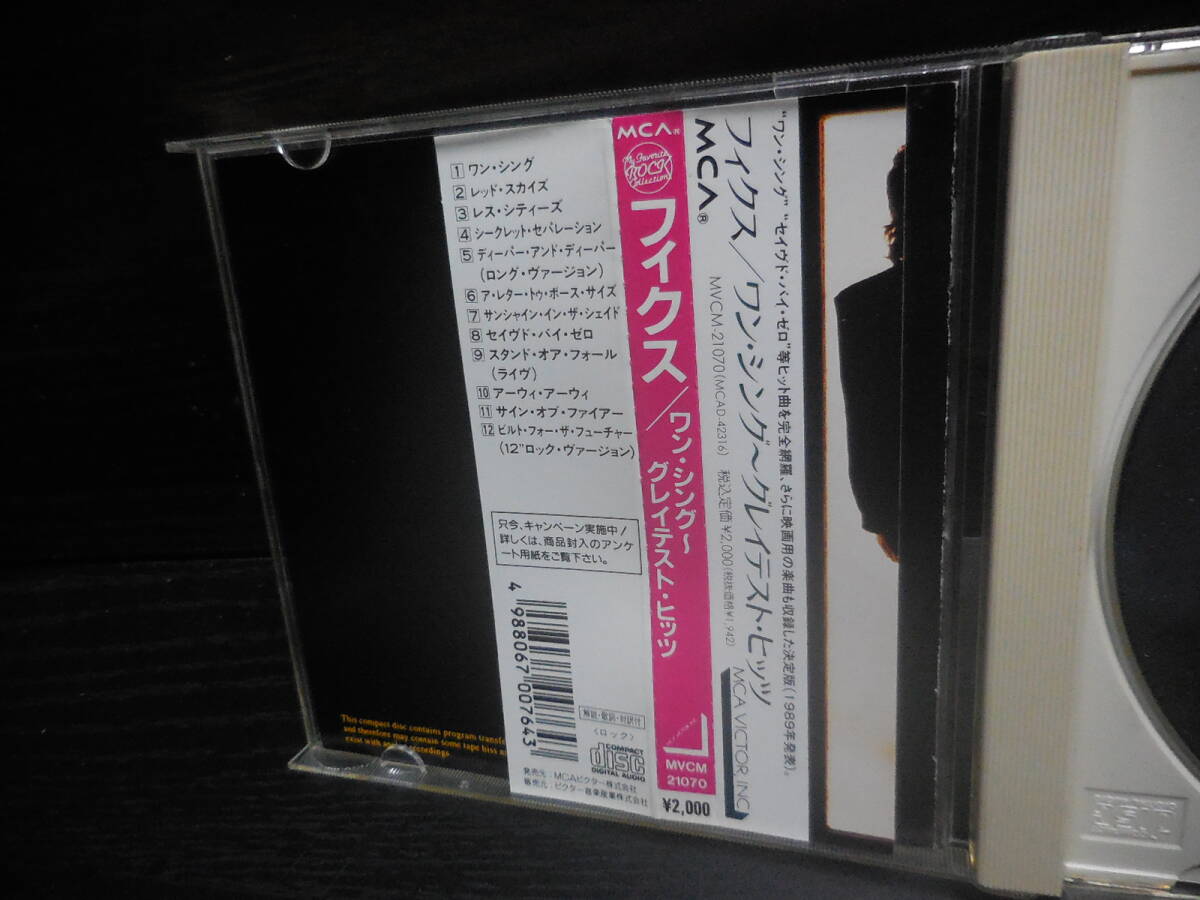 1 ワン・シング
2 レッド・スカイズ
3 レス・シティーズ
4 シークレット・セパレーション
5 ディーパー・アンド・ディーパー
(ロング・ヴァージョン)
6 ア・レター・トゥ・ボース・サイズ
7 サンシャイン・イン・ザ・シェイド
8 セイヴド・バイ・ゼロ
9 スタンド・オア・フォール
(ライヴ)
10 アーウィ・アーウィ
11 サイン・オブ・ファイアー
12 ビルト・フォー・ザ・フューチャー
(12"ロック・ヴァージョン)
只今、キャンペーン実施中!
詳しくは、商品封入のアンケ
ート用紙をご覧下さい。
4 988067 007643
解説・歌詞・対訳付
〈ロック〉
COMPACT
disc
DIGITAL AUDIO
発売元:MCAビクター株式会社
販売元:ビクター音楽産業株式会社
MCA®
My Favorite
ROCK
Collection
フィクス/ワン・シング〜
グレイテスト・ヒッツ
MVCM
21070
¥2,000
"ワン・シング" "セイヴド・バイ・ゼロ"等ヒット曲を完全網羅、さらに映画用の楽曲も収録した決定版(1989年発表)。
フィクス/ワン・シング〜グレイテスト・ヒッツ
MCA®
MVCM-21070(MCAD-42316) 税込定価¥2,000(税抜価格¥1,942)
MCA VICTOR, INC.
This compact disc contains program transfe
and therefore may contain some tape hiss
exist with recordings